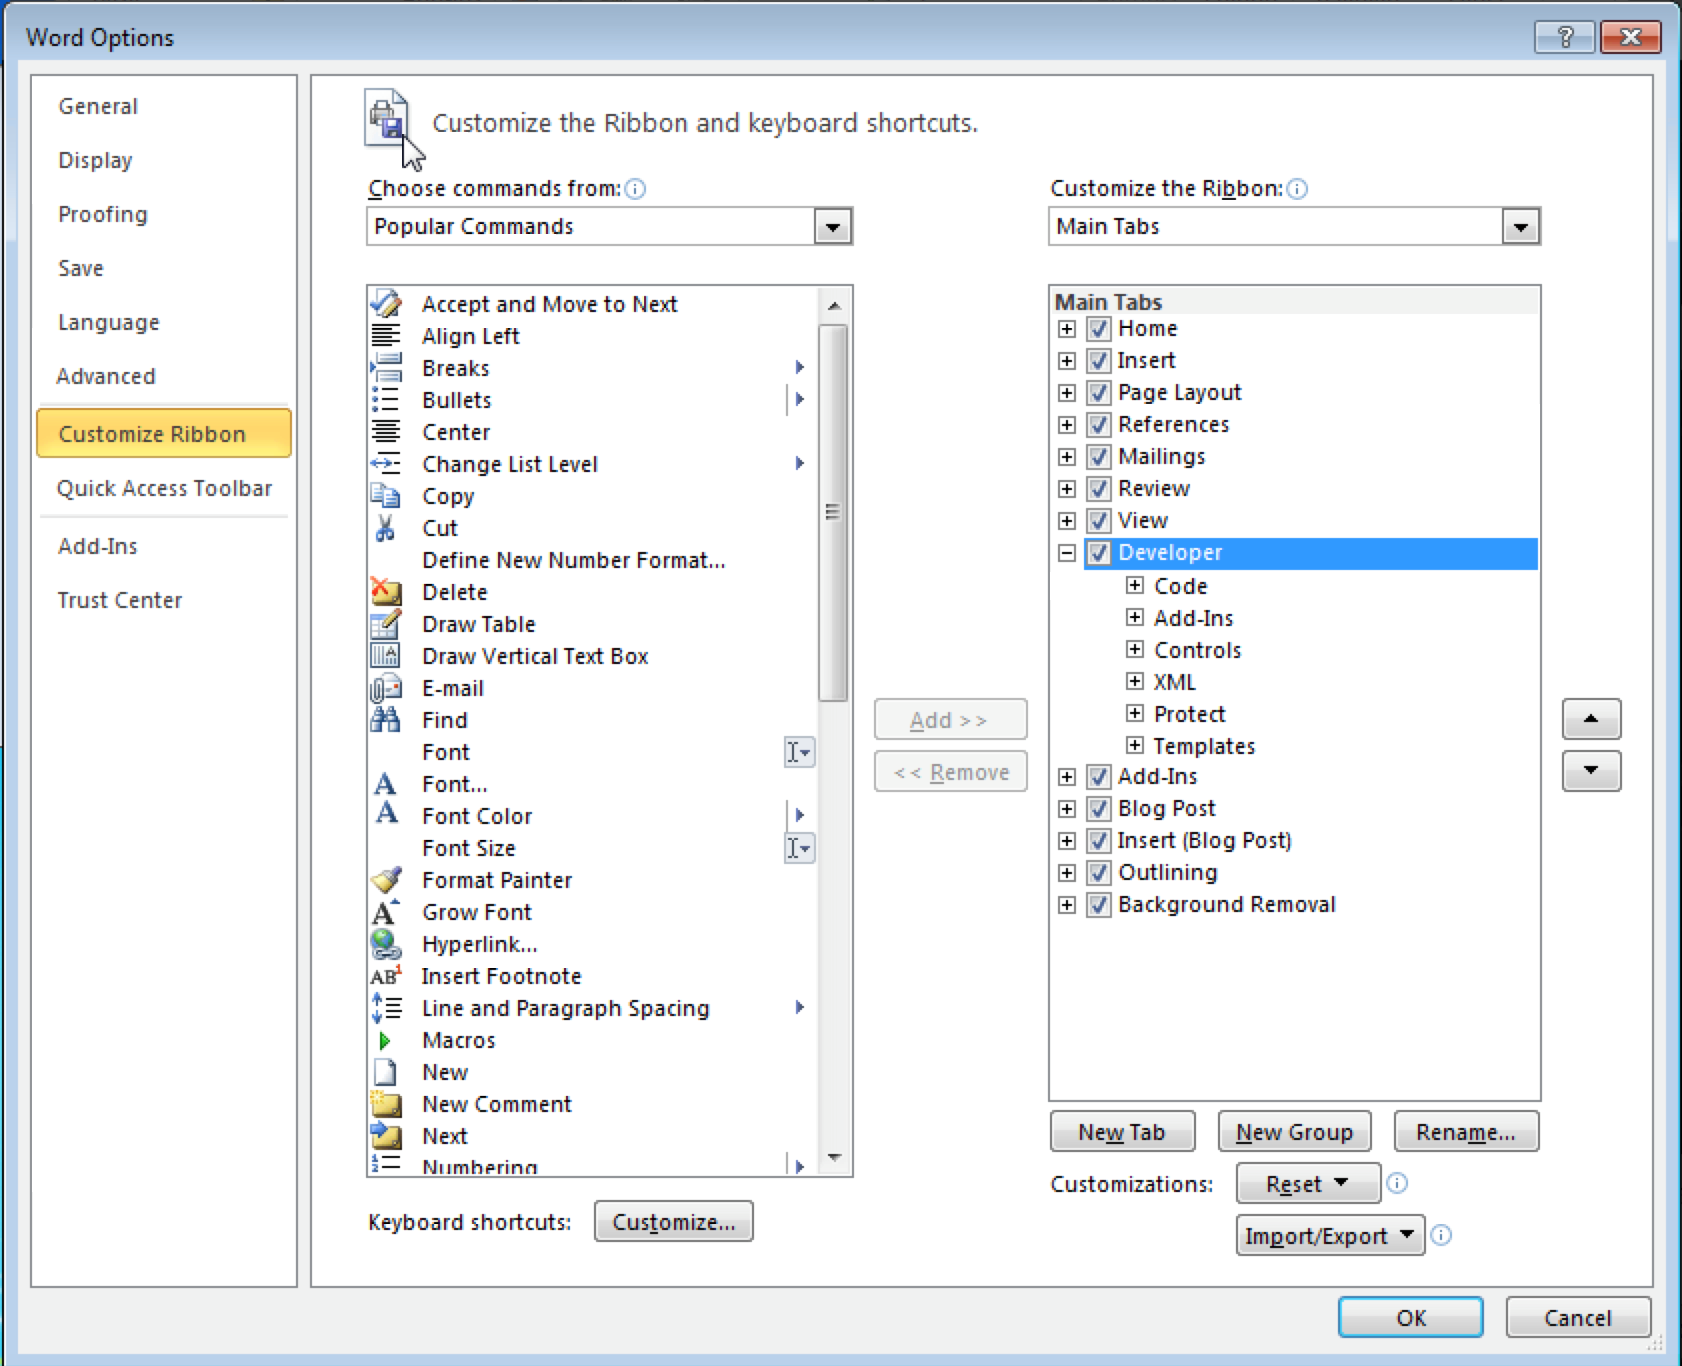 Word Options
General
Display
Proofing
Save
Language
Advanced
Customize Ribbon
Quick Access Toolbar
Add-Ins
Trust Center
Customize the Ribbon and keyboard shortcuts.
Choose commands from:
Popular Commands
Accept and Move to Next
Align Left
Breaks
Bullets
Center
Change List Level
Copy
Cut
Define New Number Format...
Delete
Draw Table
Draw Vertical Text Box
E-mail
Find
Font
Font...
Font Color
Font Size
Format Painter
Grow Font
Hyperlink...
Insert Footnote
Line and Paragraph Spacing
Macros
New
New Comment
Next
Numbering
Keyboard shortcuts: Customize...
Add >>
<< Remove
Customize the Ribbon:
Main Tabs
Main Tabs
Home
Insert
Page Layout
References
Mailings
Review
View
Developer
Code
Add-Ins
Controls
XML
Protect
Templates
Add-Ins
Blog Post
Insert (Blog Post)
Outlining
Background Removal
New Tab New Group Rename...
Customizations: Reset
Import/Export
OK Cancel